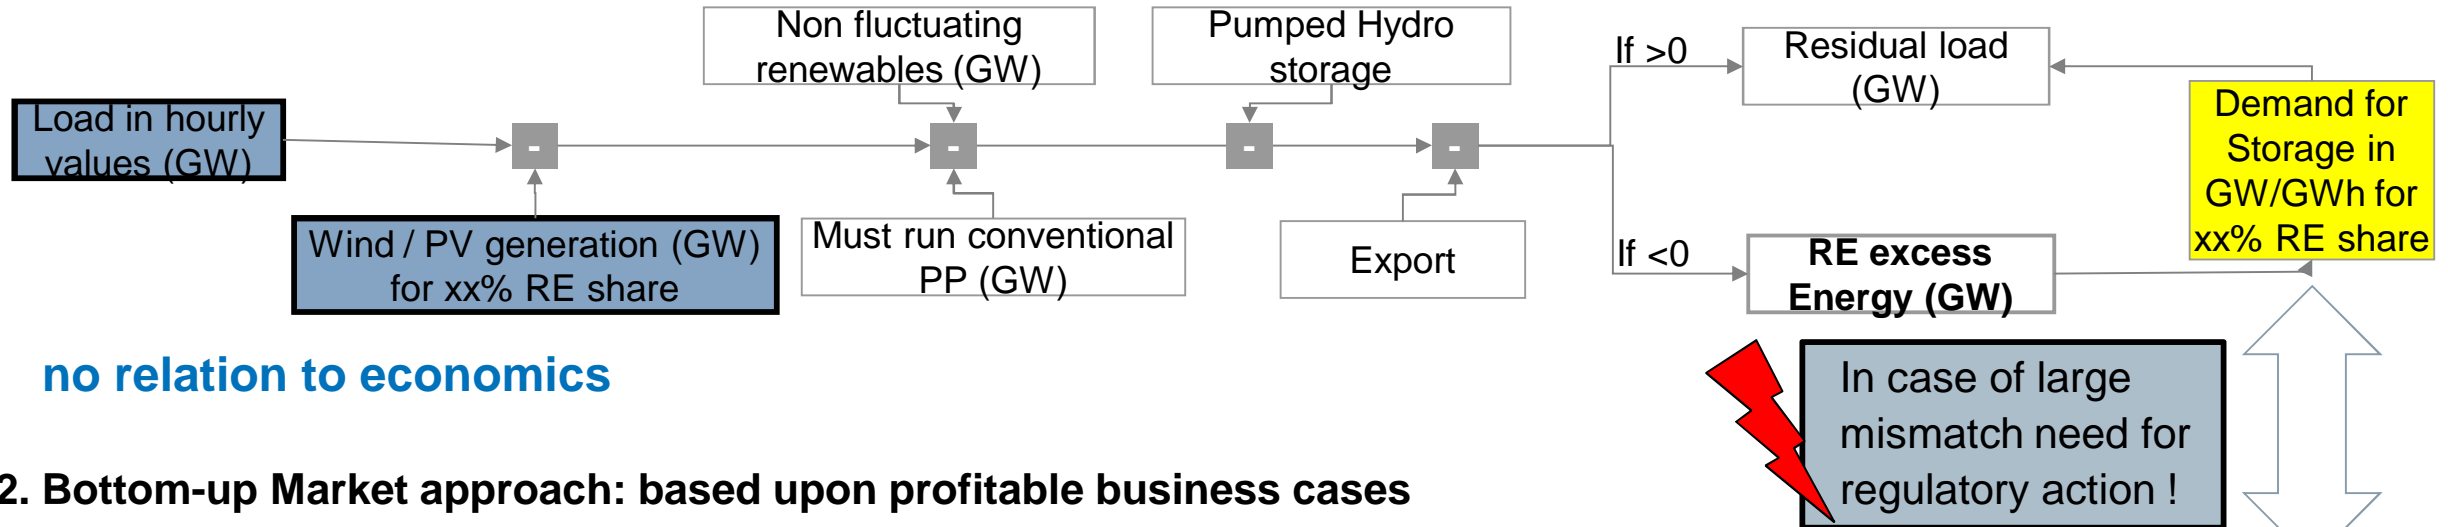 Non fluctuating
renewables (GW)
Pumped Hydro
storage
If >0
Residual load
(GW)
Load in hourly
values (GW)
-
-
-
-
Demand for
Storage in
GW/GWh for
xx% RE share
Wind / PV generation (GW)
for xx% RE share
Must run conventional
PP (GW)
Export
If <0
RE excess
Energy (GW)
no relation to economics
In case of large
mismatch need for
regulatory action !
2. Bottom-up Market approach: based upon profitable business cases